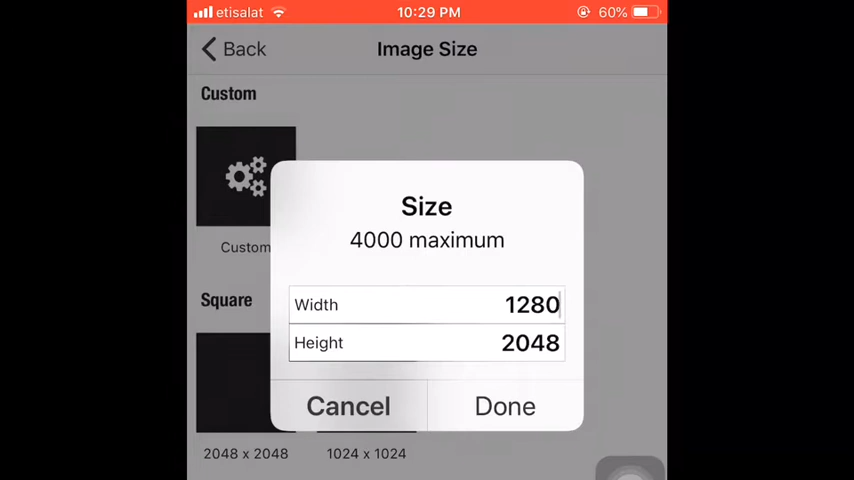 etisalat 10:29 PM 60%
Back Image Size
Custom
Size
4000 maximum
Custom
Width 1280
Square
Height 2048
Cancel Done
2048 x 2048 1024 x 1024